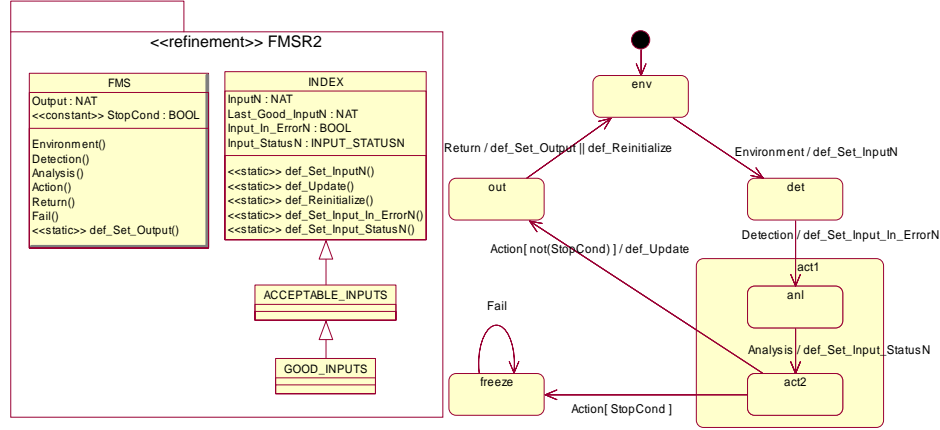 <<refinement>> FMSR2
FMS
Output : NAT
<<constant>> StopCond : BOOL
Environment()
Detection()
Analysis()
Action()
Return()
Fail()
<<static>> def_Set_Output()
INDEX
InputN : NAT
Last_Good_InputN : NAT
Input_In_ErrorN : BOOL
Input_StatusN : INPUT_STATUSN
<<static>> def_Set_InputN()
<<static>> def_Update()
<<static>> def_Reinitialize()
<<static>> def_Set_Input_In_ErrorN()
<<static>> def_Set_Input_StatusN()
ACCEPTABLE_INPUTS
GOOD_INPUTS
env
Return / def_Set_Output || def_Reinitialize
Environment / def_Set_InputN
out
det
Detection / def_Set_Input_In_ErrorN
Action[ not(StopCond) ] / def_Update
act1
anl
Fail
Analysis / def_Set_Input_StatusN
freeze
act2
Action[ StopCond ]